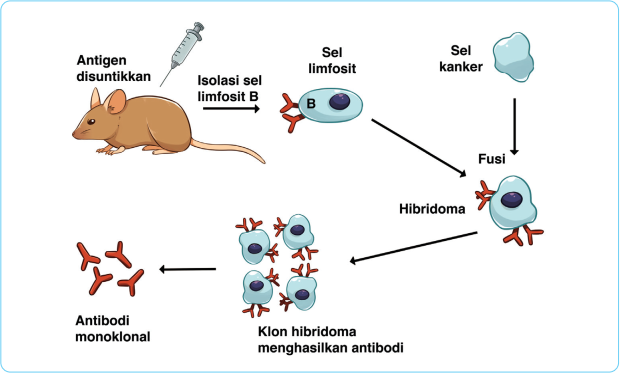 Antigen
disuntikkan
Isolasi sel
limfosit B
Sel
limfosit
B
Sel
kanker
Fusi
Hibridoma
Klon hibridoma
menghasilkan antibodi
Antibodi
monoklonal